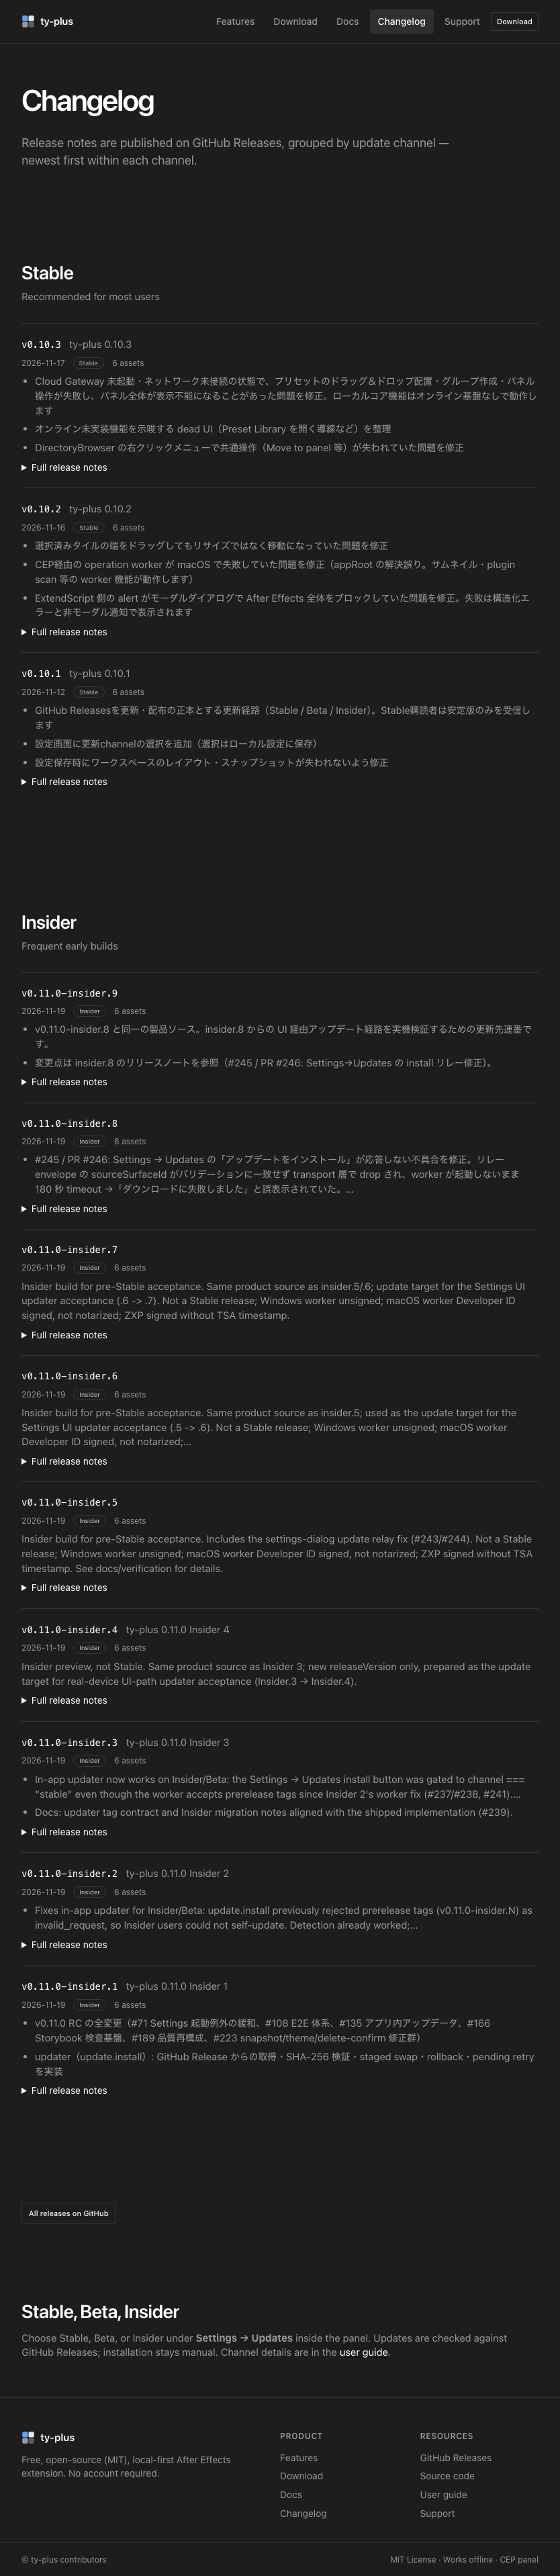 ty-plus
Features Download Docs Changelog Support Download
Changelog
Release notes are published on GitHub Releases, grouped by update channel —
newest first within each channel.
Stable
Recommended for most users
v0.10.3 ty-plus 0.10.3
2026-11-17 Stable 6 assets
• Cloud Gateway 未起動・ネットワーク未接続の状態で、プリセットのドラッグ＆ドロップ配置・グループ作成・パネル
操作が失敗し、パネル全体が表示不能になることがあった問題を修正。ローカルコア機能はオンライン基盤なしで動作し
ます
• オンライン未実装機能を示唆する dead UI（Preset Library を開く導線など）を整理
• DirectoryBrowser の右クリックメニューで共通操作（Move to panel 等）が失われていた問題を修正
▶ Full release notes
v0.10.2 ty-plus 0.10.2
2026-11-16 Stable 6 assets
• 選択済みタイルの端をドラッグしてもリサイズではなく移動になっていた問題を修正
• CEP経由の operation worker が macOS で失敗していた問題を修正（appRoot の解決誤り。サムネイル・plugin
scan 等の worker 機能が動作します）
• ExtendScript 側の alert がモーダルダイアログで After Effects 全体をブロックしていた問題を修正。失敗は構造化エ
ラーと非モーダル通知で表示されます
▶ Full release notes
v0.10.1 ty-plus 0.10.1
2026-11-12 Stable 6 assets
• GitHub Releasesを更新・配布の正本とする更新経路（Stable / Beta / Insider）。Stable購読者は安定版のみを受信し
ます
• 設定画面に更新channelの選択を追加（選択はローカル設定に保存）
• 設定保存時にワークスペースのレイアウト・スナップショットが失われないよう修正
▶ Full release notes
Insider
Frequent early builds
v0.11.0-insider.9
2026-11-19 Insider 6 assets
• v0.11.0-insider.8 と同一の製品ソース。insider.8 からの UI 経由アップデート経路を実機検証するための更新先連番で
す。
• 変更点は insider.8 のリリースノートを参照（#245 / PR #246: Settings→Updates の install リレー修正）。
▶ Full release notes
v0.11.0-insider.8
2026-11-19 Insider 6 assets
• #245 / PR #246: Settings → Updates の「アップデートをインストール」が応答しない不具合を修正。リレー
envelope の sourceSurfaceId がバリデーションに一致せず transport 層で drop され、worker が起動しないまま
180 秒 timeout →「ダウンロードに失敗しました」と誤表示されていた。...
▶ Full release notes
v0.11.0-insider.7
2026-11-19 Insider 6 assets
Insider build for pre-Stable acceptance. Same product source as insider.5/.6; update target for the Settings UI
updater acceptance (.6 -> .7). Not a Stable release; Windows worker unsigned; macOS worker Developer ID
signed, not notarized; ZXP signed without TSA timestamp.
▶ Full release notes
v0.11.0-insider.6
2026-11-19 Insider 6 assets
Insider build for pre-Stable acceptance. Same product source as insider.5; used as the update target for the
Settings UI updater acceptance (.5 -> .6). Not a Stable release; Windows worker unsigned; macOS worker
Developer ID signed, not notarized;...
▶ Full release notes
v0.11.0-insider.5
2026-11-19 Insider 6 assets
Insider build for pre-Stable acceptance. Includes the settings-dialog update relay fix (#243/#244). Not a Stable
release; Windows worker unsigned; macOS worker Developer ID signed, not notarized; ZXP signed without TSA
timestamp. See docs/verification for details.
▶ Full release notes
v0.11.0-insider.4 ty-plus 0.11.0 Insider 4
2026-11-19 Insider 6 assets
Insider preview, not Stable. Same product source as Insider 3; new releaseVersion only, prepared as the update
target for real-device UI-path updater acceptance (Insider.3 → Insider.4).
▶ Full release notes
v0.11.0-insider.3 ty-plus 0.11.0 Insider 3
2026-11-19 Insider 6 assets
• In-app updater now works on Insider/Beta: the Settings → Updates install button was gated to channel ===
"stable" even though the worker accepts prerelease tags since Insider 2's worker fix (#237/#238, #241)....
• Docs: updater tag contract and Insider migration notes aligned with the shipped implementation (#239).
▶ Full release notes
v0.11.0-insider.2 ty-plus 0.11.0 Insider 2
2026-11-19 Insider 6 assets
• Fixes in-app updater for Insider/Beta: update.install previously rejected prerelease tags (v0.11.0-insider.N) as
invalid_request, so Insider users could not self-update. Detection already worked;...
▶ Full release notes
v0.11.0-insider.1 ty-plus 0.11.0 Insider 1
2026-11-19 Insider 6 assets
• v0.11.0 RC の全変更（#71 Settings 起動例外の緩和、#108 E2E 体系、#135 アプリ内アップデータ、#166
Storybook 検査基盤、#189 品質再構成、#223 snapshot/theme/delete-confirm 修正群）
• updater（update.install）: GitHub Release からの取得・SHA-256 検証・staged swap・rollback・pending retry
を実装
▶ Full release notes
All releases on GitHub
Stable, Beta, Insider
Choose Stable, Beta, or Insider under Settings → Updates inside the panel. Updates are checked against
GitHub Releases; installation stays manual. Channel details are in the user guide.
ty-plus
Free, open-source (MIT), local-first After Effects
extension. No account required.
PRODUCT
Features
Download
Docs
Changelog
RESOURCES
GitHub Releases
Source code
User guide
Support
© ty-plus contributors
MIT License · Works offline · CEP panel